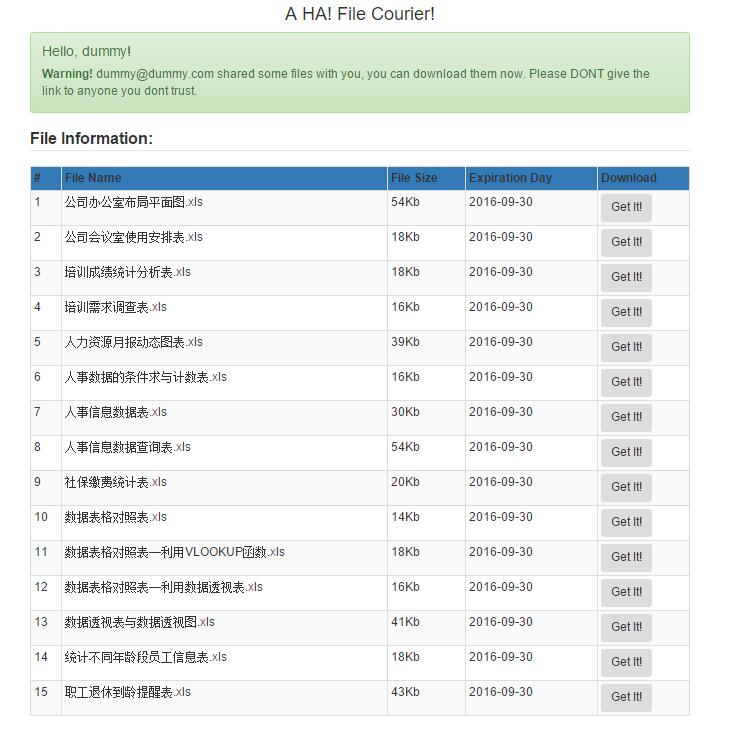 A HA! File Courier!
Hello, dummy!
Warning! dummy@dummy.com shared some files with you, you can download them now. Please DONT give the
link to anyone you dont trust.
File Information:
# File Name File Size Expiration Day Download
1 公司办公室布局平面图.xls 54Kb 2016-09-30 Get It!
2 公司会议室使用安排表.xls 18Kb 2016-09-30 Get It!
3 培训成绩统计分析表.xls 18Kb 2016-09-30 Get It!
4 培训需求调查表.xls 16Kb 2016-09-30 Get It!
5 人力资源月报动态图表.xls 39Kb 2016-09-30 Get It!
6 人事数据的条件求与计数表.xls 16Kb 2016-09-30 Get It!
7 人事信息数据表.xls 30Kb 2016-09-30 Get It!
8 人事信息数据查询表.xls 54Kb 2016-09-30 Get It!
9 社保缴费统计表.xls 20Kb 2016-09-30 Get It!
10 数据表格对照表.xls 14Kb 2016-09-30 Get It!
11 数据表格对照表—利用VLOOKUP函数.xls 18Kb 2016-09-30 Get It!
12 数据表格对照表—利用数据透视表.xls 16Kb 2016-09-30 Get It!
13 数据透视表与数据透视图.xls 41Kb 2016-09-30 Get It!
14 统计不同年龄段员工信息表.xls 18Kb 2016-09-30 Get It!
15 职工退休到龄提醒表.xls 43Kb 2016-09-30 Get It!